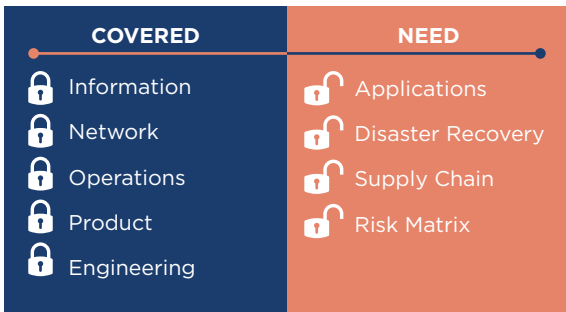 COVERED
Information
Network
Operations
Product
Engineering
NEED
Applications
Disaster Recovery
Supply Chain
Risk Matrix